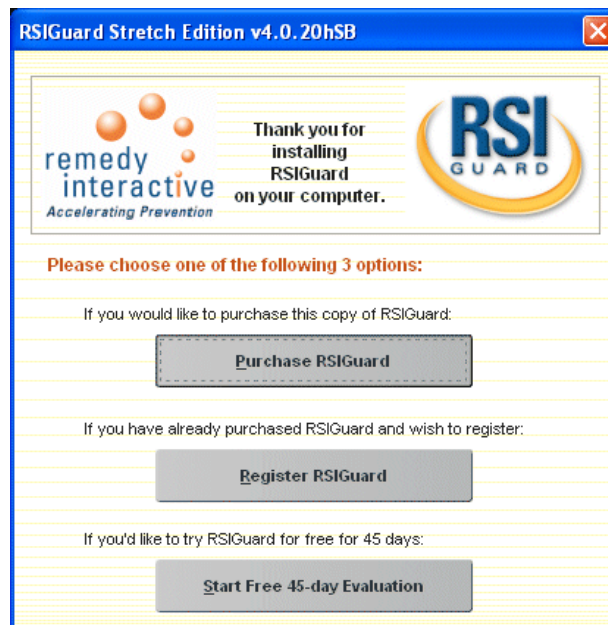 RSIGuard Stretch Edition v4.0.20hSB
remedy
interactive
Accelerating Prevention
Thank you for
installing
RSIGuard
on your computer.
RSI
GUARD
Please choose one of the following 3 options:
If you would like to purchase this copy of RSIGuard:
Purchase RSIGuard
If you have already purchased RSIGuard and wish to register:
Register RSIGuard
If you'd like to try RSIGuard for free for 45 days:
Start Free 45-day Evaluation